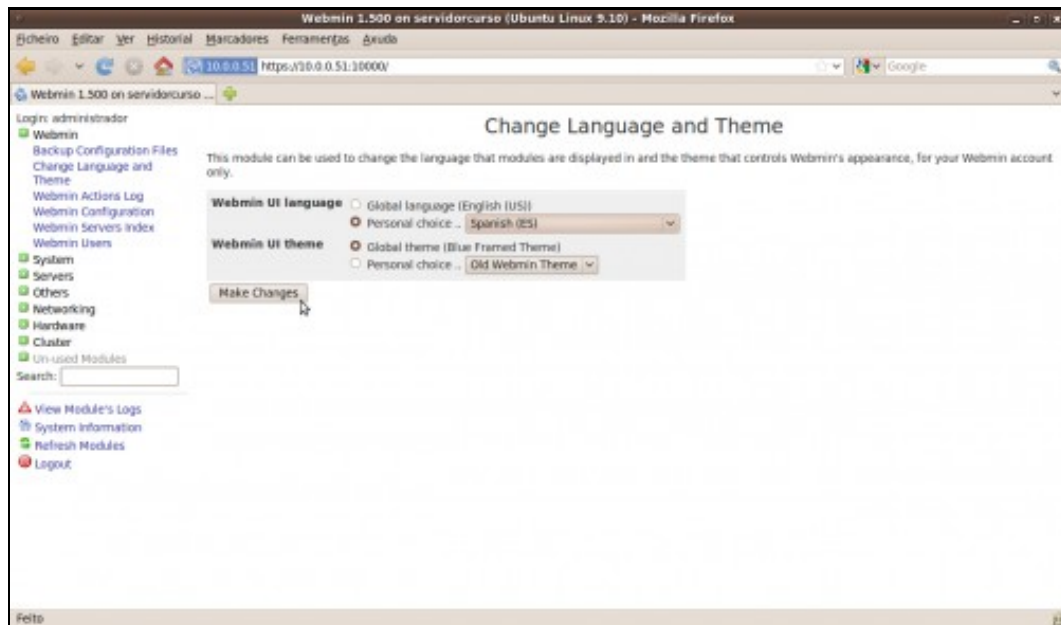 Webmin 1.500 on servidorcurso (Ubuntu Linux 9.10) - Mozilla Firefox
Ficheiro Editar Ver Historial Marcadores Ferramentas Axuda
10.0.0.51 https://10.0.0.51:10000/ Google
Webmin 1.500 on servidorcurso ...
Login: administrador
Webmin
Backup Configuration Files
Change Language and
Theme
Webmin Actions Log
Webmin Configuration
Webmin Servers Index
Webmin Users
System
Servers
Others
Networking
Hardware
Cluster
Un-used Modules
Search:
View Module's Logs
System Information
Refresh Modules
Logout
Change Language and Theme
This module can be used to change the language that modules are displayed in and the theme that controls Webmin's appearance, for your Webmin account
only.
Webmin UI language Global language (English (US))
Personal choice .. Spanish (ES)
Webmin UI theme Global theme (Blue Framed Theme)
Personal choice .. Old Webmin Theme
Make Changes
Feito